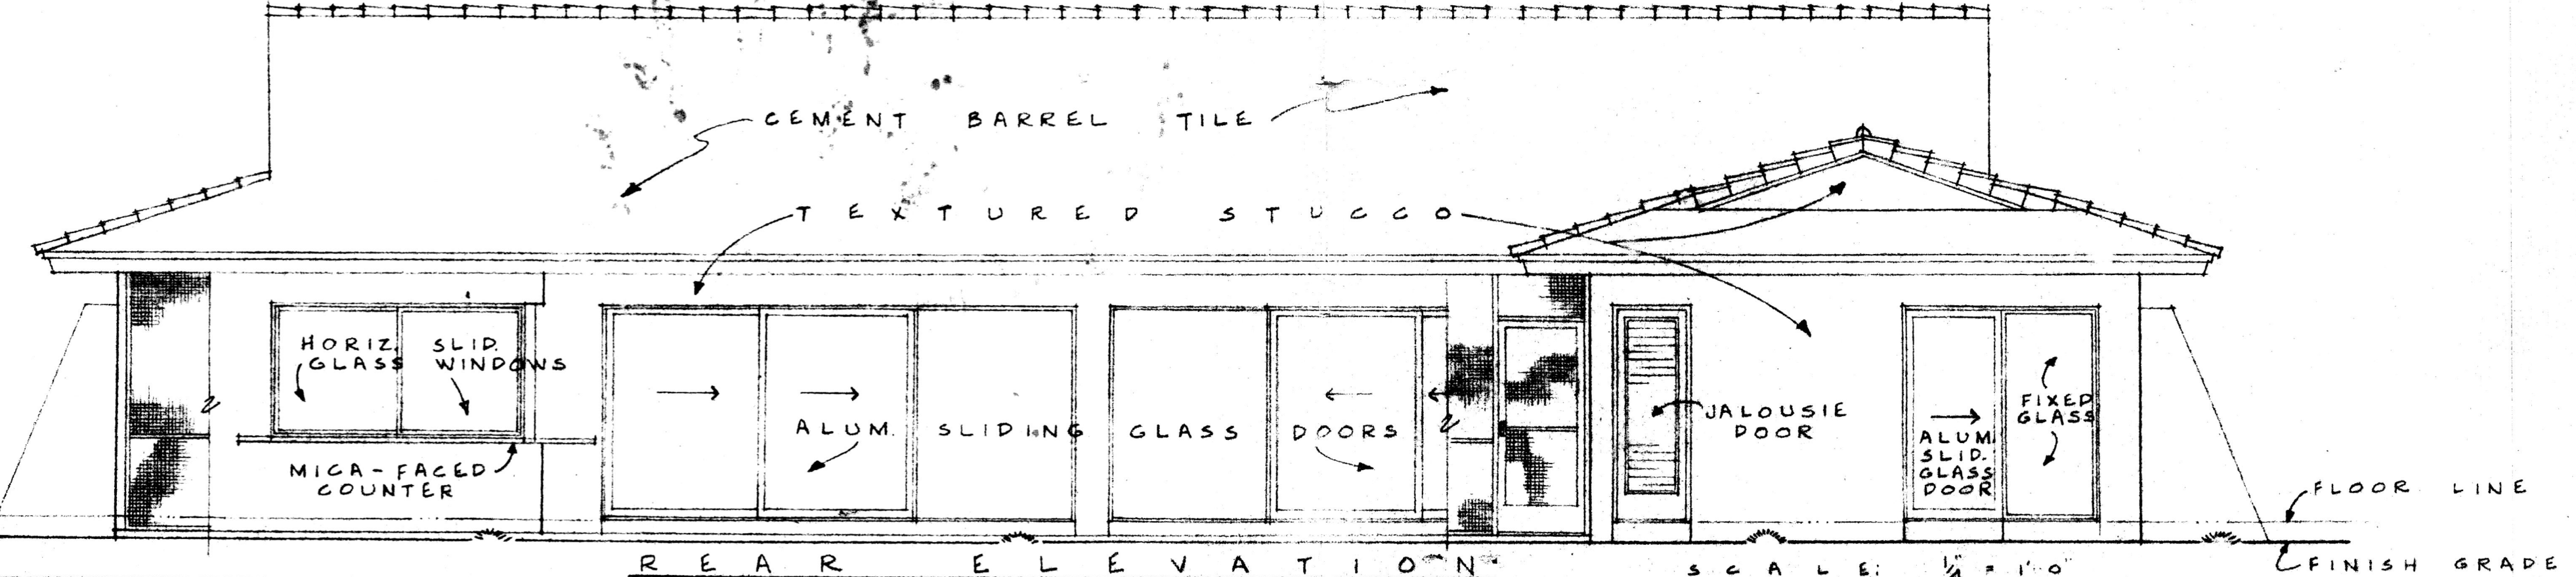 CEMENT BARREL TILE
TEXTURED STUCCO
HORIZ. SLID.
GLASS WINDOWS
MICA-FACED
COUNTER
ALUM. SLIDING GLASS DOORS
JALOUSIE
DOOR
ALUM.
SLID.
GLASS
DOOR
FIXED
GLASS
FLOOR LINE
FINISH GRADE
REAR ELEVATION
SCALE: 1/4" = 1'0"